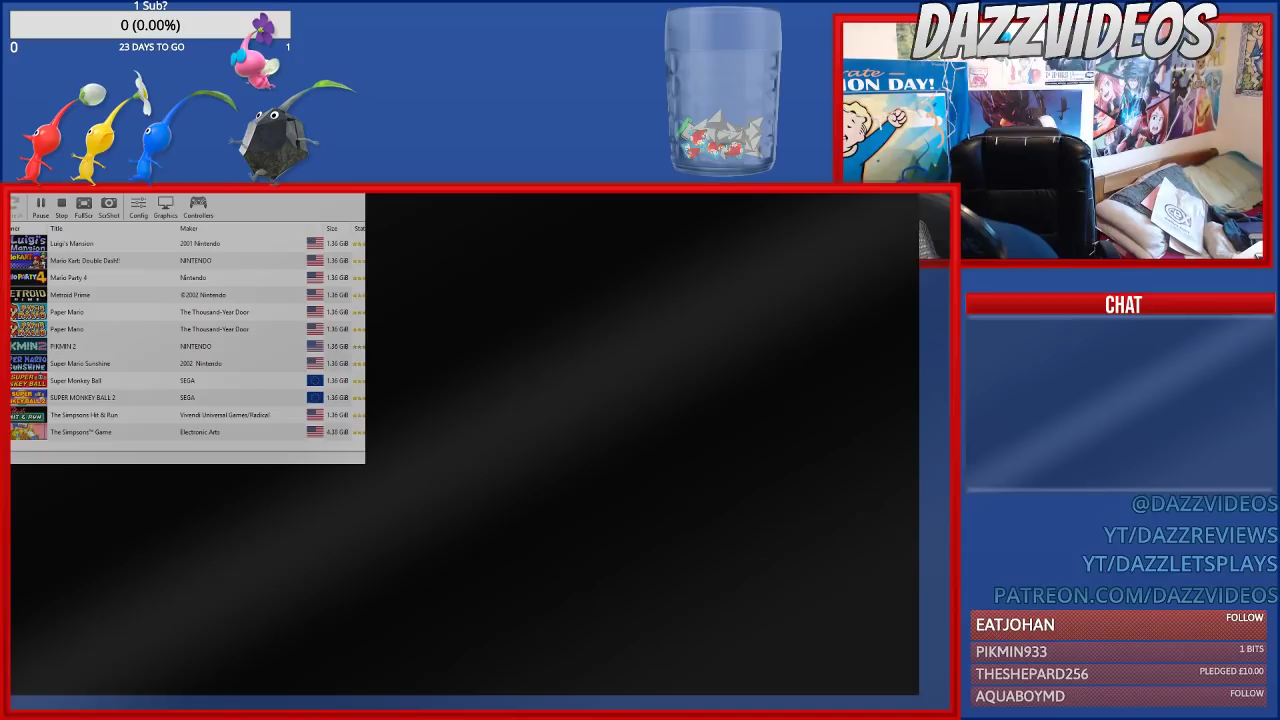 1 Sub?
0 (0.00%)
0 23 DAYS TO GO 1
DAZZVIDEOS
ION DAY!
Pause Stop FullScr ScrShot Config Graphics Controllers
Title Maker Size Stat
Luigi's Mansion 2001 Nintendo 1.36 GiB
Mario Kart: Double Dash!! NINTENDO 1.36 GiB
Mario Party 4 Nintendo 1.36 GiB
Metroid Prime ©2002 Nintendo 1.36 GiB
Paper Mario The Thousand-Year Door 1.36 GiB
Paper Mario The Thousand-Year Door 1.36 GiB
PIKMIN 2 NINTENDO 1.36 GiB
Super Mario Sunshine 2002 Nintendo 1.36 GiB
Super Monkey Ball SEGA 1.36 GiB
SUPER MONKEY BALL 2 SEGA 1.36 GiB
The Simpsons Hit & Run Vivendi Universal Games/Radical 1.36 GiB
The Simpsons™ Game Electronic Arts 4.38 GiB
CHAT
@DAZZVIDEOS
YT/DAZZREVIEWS
YT/DAZZLETSPLAYS
PATREON.COM/DAZZVIDEOS
EATJOHAN FOLLOW
PIKMIN933 1 BITS
THESHEPARD256 PLEDGED £10.00
AQUABOYMD FOLLOW